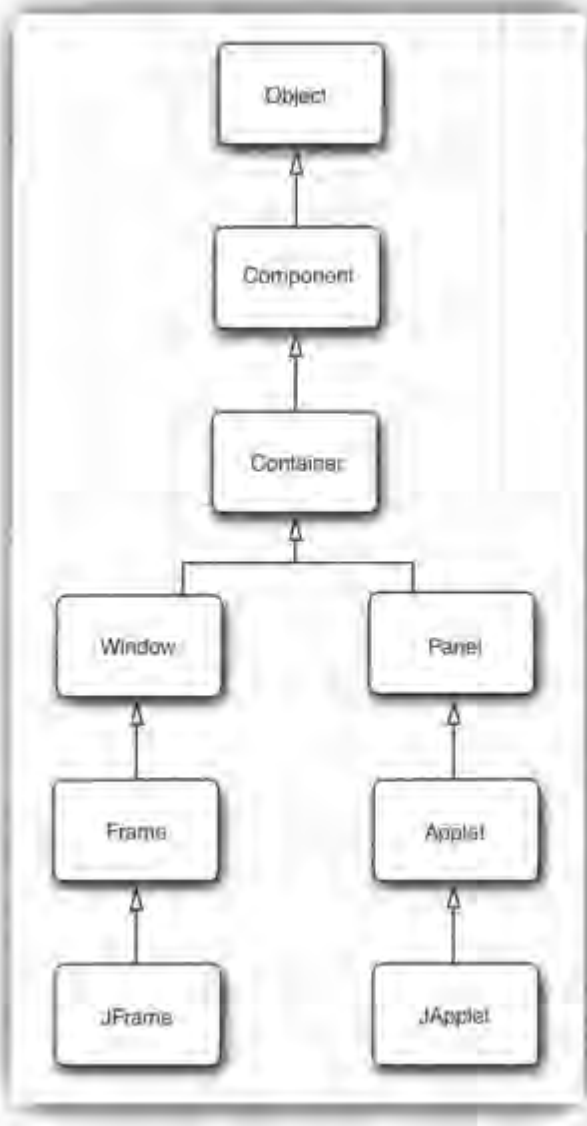 Object
Component
Container
Window
Panel
Frame
Applet
JFrame
JApplet